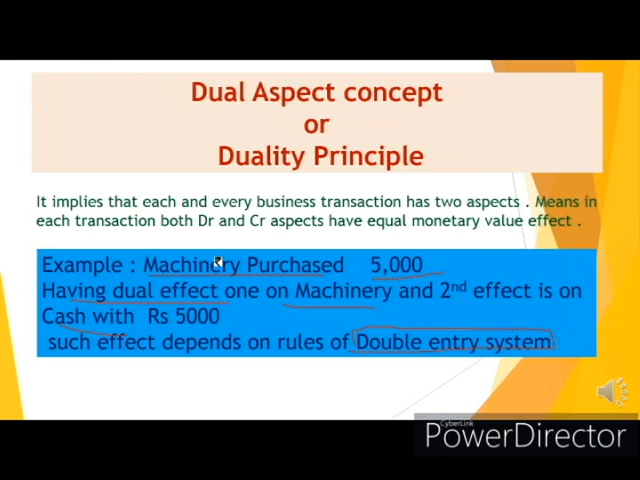 Dual Aspect concept
or
Duality Principle
It implies that each and every business transaction has two aspects . Means in
each transaction both Dr and Cr aspects have equal monetary value effect .
Example : Machinery Purchased 5,000
Having dual effect one on Machinery and 2nd effect is on
Cash with Rs 5000
such effect depends on rules of Double entry system
CyberLink
PowerDirector